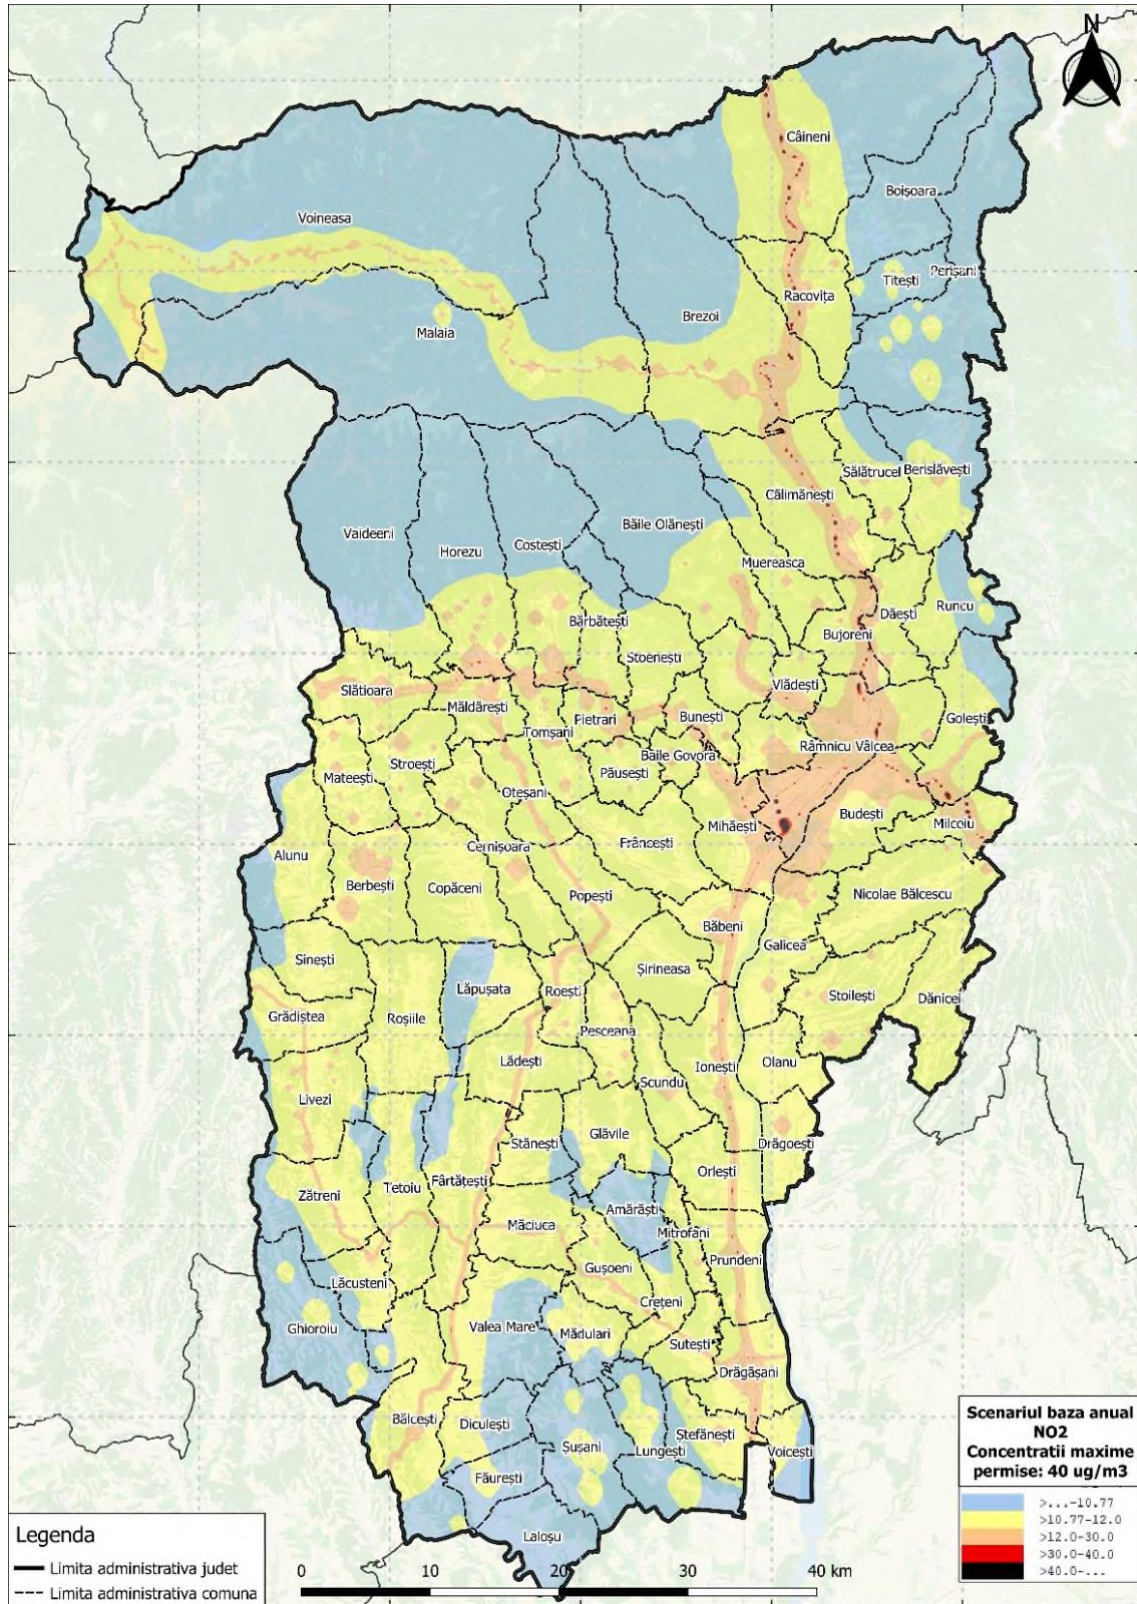 N
Câineni
Boișoara
Voineasa
Perișani
Titești
Racovița
Brezoi
Malaia
Sălătrucel
Berislăvești
Călimănești
Băile Olănești
Vaideeni
Costești
Horezu
Muereasca
Runcu
Dăești
Bărbătești
Bujoreni
Stoenești
Vlădești
Slătioara
Măldărești
Pietrari
Bunești
Golești
Tomșani
Râmnicu Vâlcea
Băile Govora
Stroești
Păusești
Mateești
Oteșani
Budești
Milcoiu
Mihăești
Frâncești
Cernișoara
Alunu
Berbești
Copăceni
Popești
Nicolae Bălcescu
Băbeni
Galicea
Sinești
Șirineasa
Lăpușata
Roești
Stoilești
Dănicei
Grădiștea
Roșiile
Pesceana
Lădești
Ionești
Olanu
Scundu
Livezi
Glăvile
Stănești
Drăgoești
Orlești
Fârtățești
Tetoiu
Zătreni
Amărăști
Măciuca
Mitrofani
Prundeni
Gușoeni
Lăcusteni
Crețeni
Ghioroiu
Valea Mare
Mădulari
Sutești
Drăgășani
Bălcești
Diculești
Ștefănești
Șușani
Lungești
Voicești
Făurești
Laloșu
Scenariul baza anual
NO2
Concentratii maxime
permise: 40 ug/m3
>...-10.77
>10.77-12.0
>12.0-30.0
>30.0-40.0
>40.0-...
Legenda
Limita administrativa judet
Limita administrativa comuna
0 10 20 30 40 km